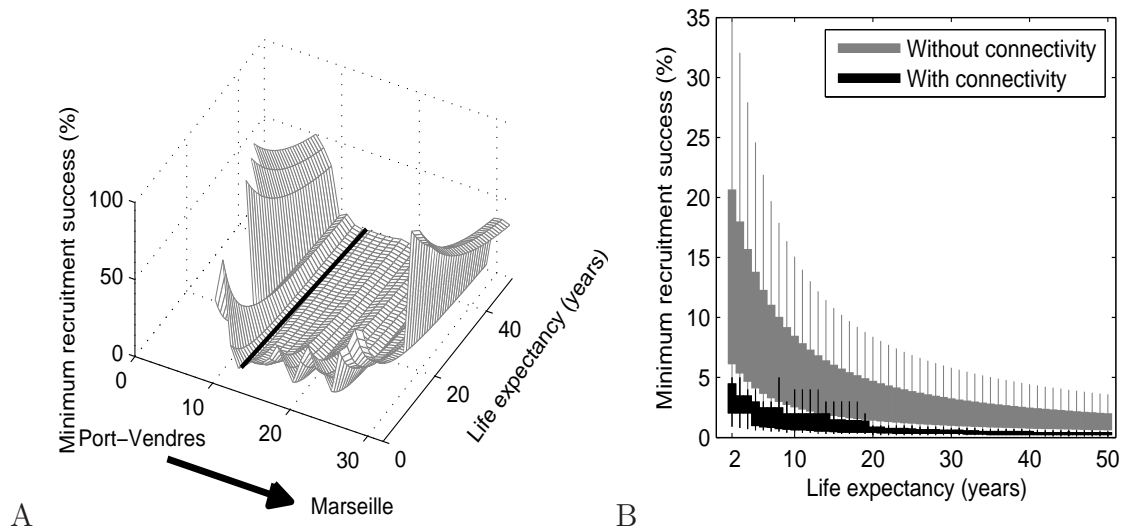 Minimum recruitment success (%)
100
50
0
0
10
20
30
0
20
40
Life expectancy (years)
Port−Vendres
Marseille
A
Minimum recruitment success (%)
35
30
25
20
15
10
5
0
2
10
20
30
40
50
Life expectancy (years)
Without connectivity
With connectivity
B